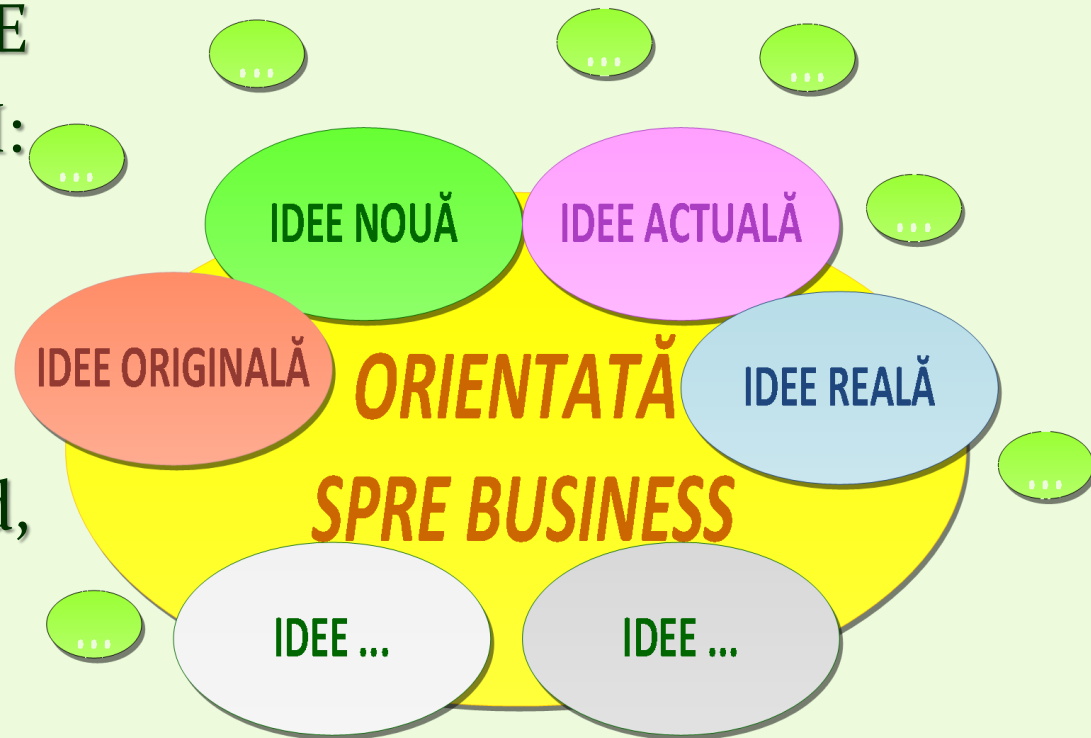 E
I:
...
...
...
...
IDEE NOUĂ
IDEE ACTUALĂ
...
IDEE ORIGINALĂ
ORIENTATĂ
IDEE REALĂ
SPRE BUSINESS
...
d,
...
IDEE ...
IDEE ...